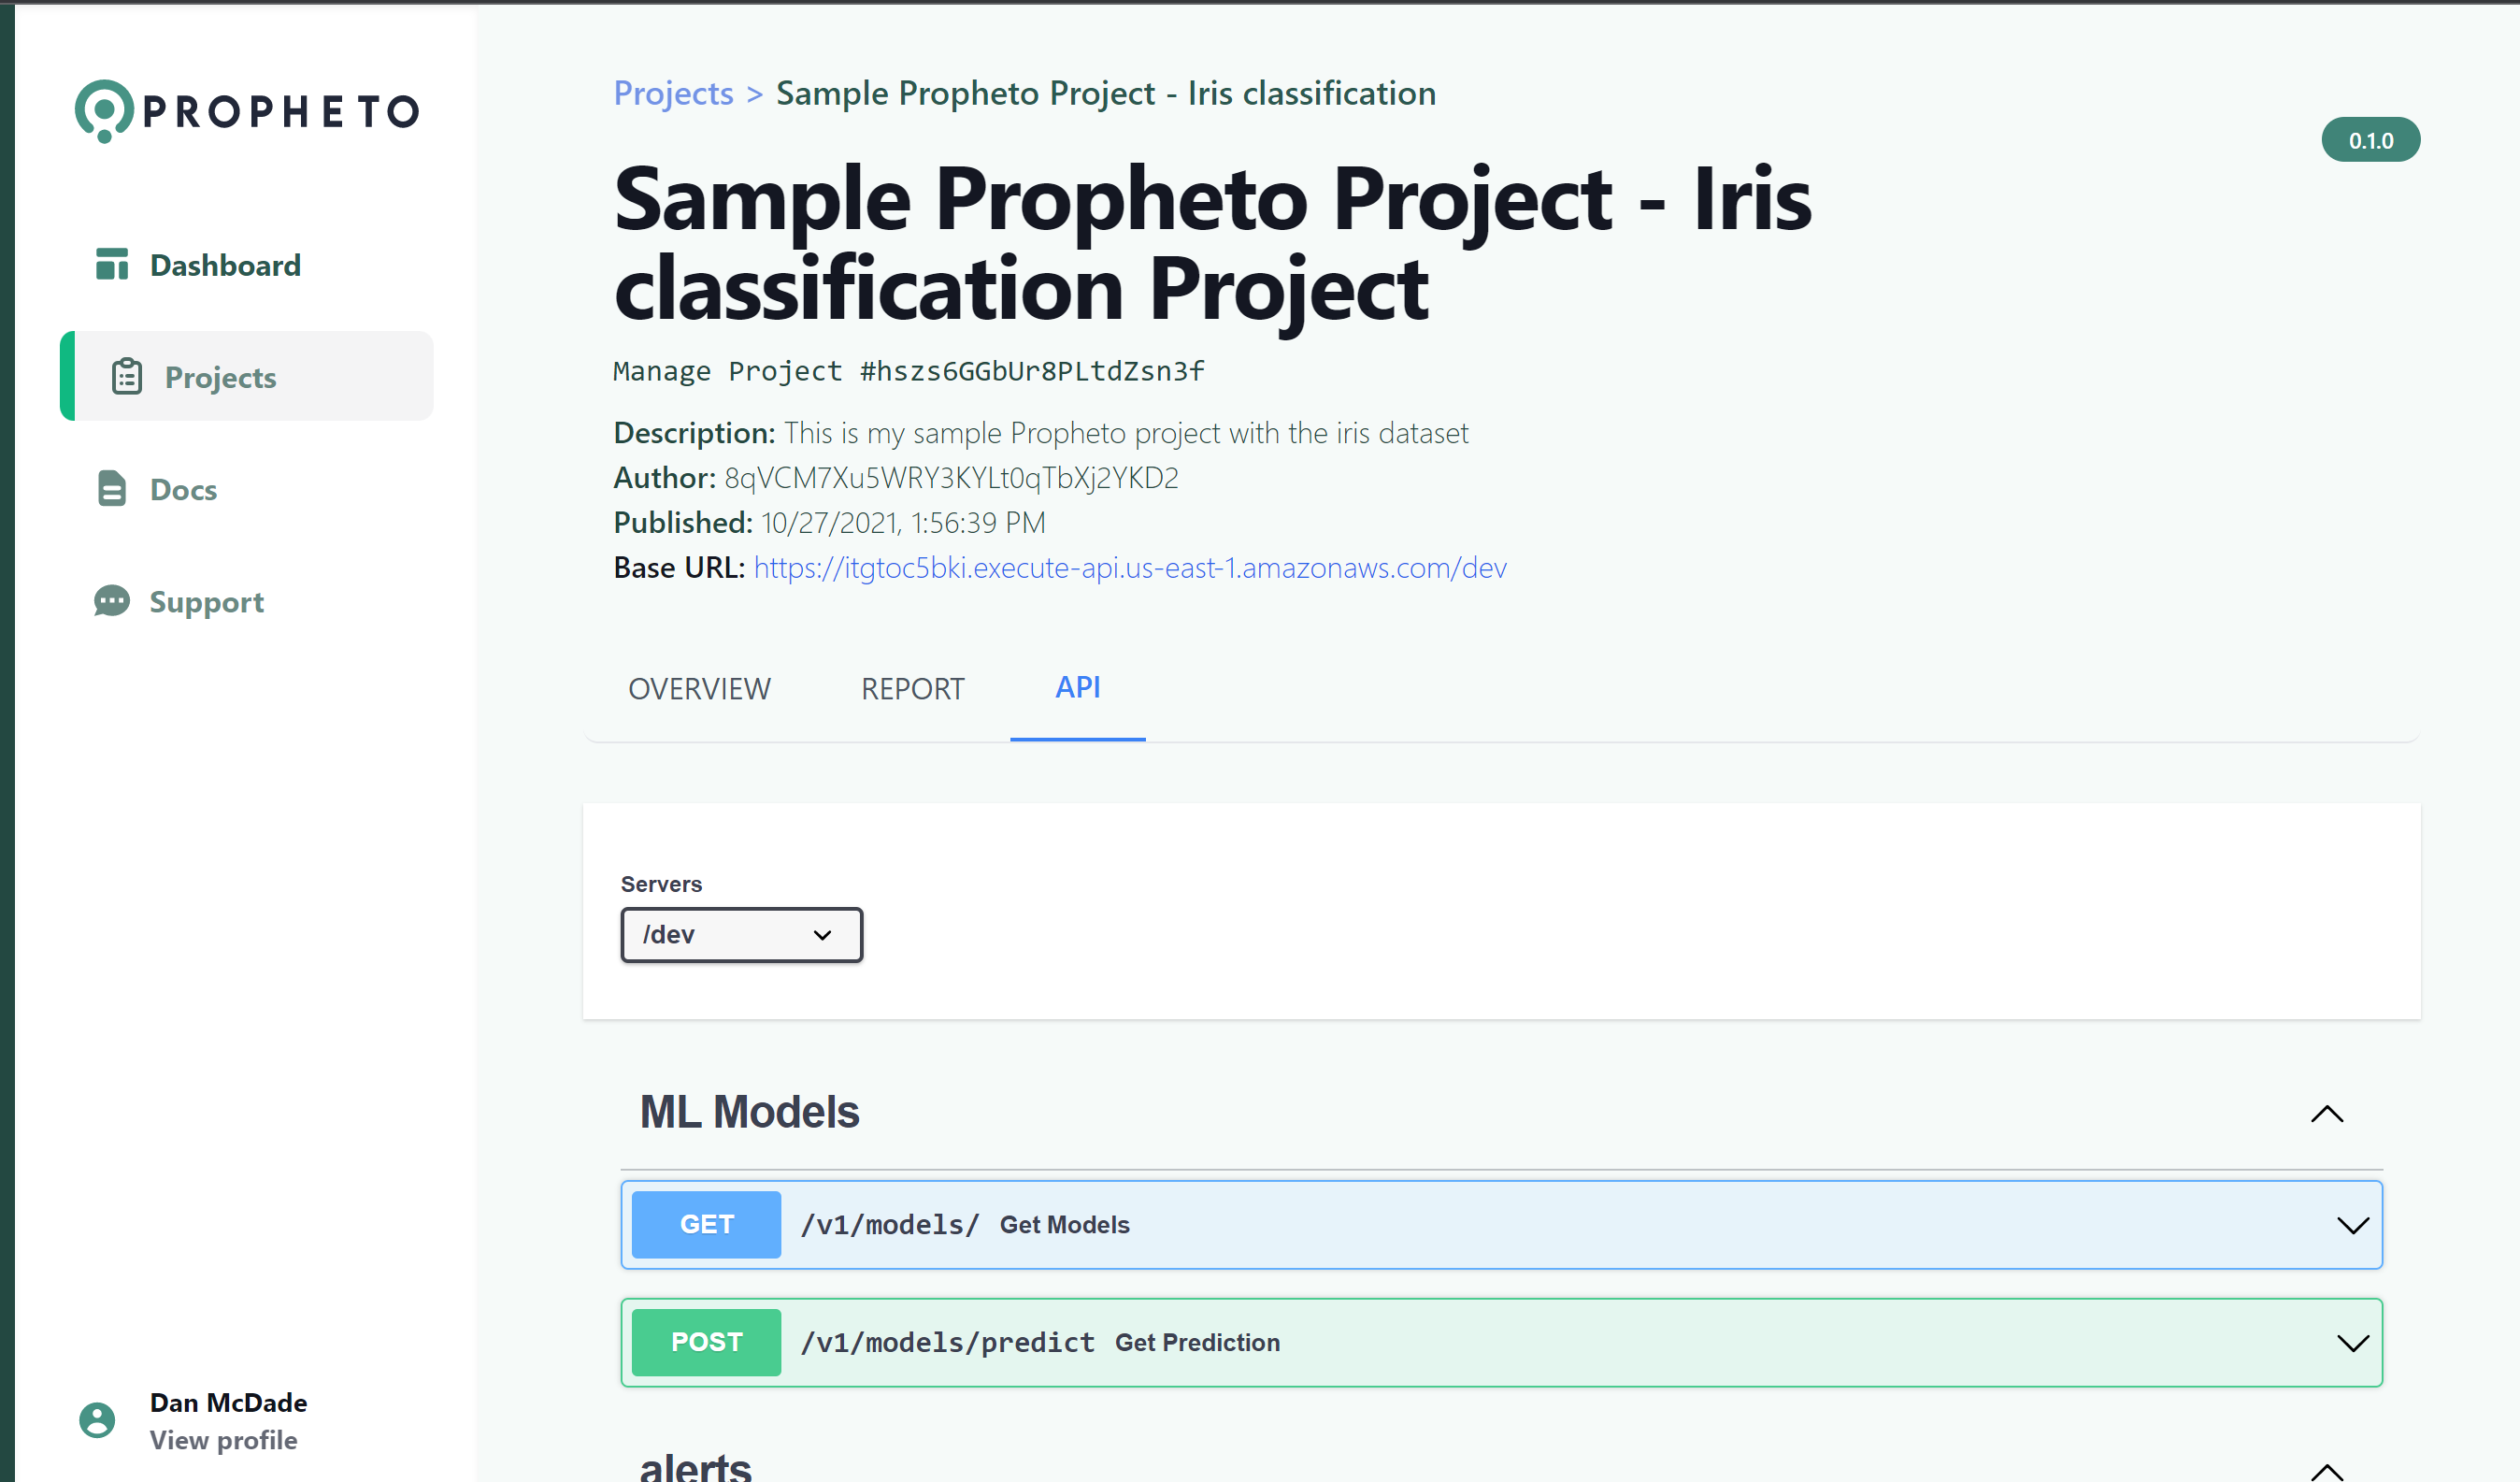 PROPHETO
Dashboard
Projects
Docs
Support
Dan McDade
View profile
Projects > Sample Propheto Project - Iris classification
0.1.0
Sample Propheto Project - Iris
classification Project
Manage Project #hszs6GGbUr8PLtdZsn3f
Description: This is my sample Propheto project with the iris dataset
Author: 8qVCM7Xu5WRY3KYLt0qTbXj2YKD2
Published: 10/27/2021, 1:56:39 PM
Base URL: https://itgtoc5bki.execute-api.us-east-1.amazonaws.com/dev
OVERVIEW REPORT API
Servers
/dev
ML Models
GET /v1/models/ Get Models
POST /v1/models/predict Get Prediction
alerts